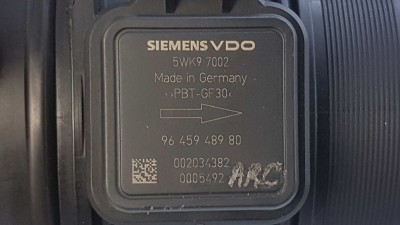 SIEMENS VDO
5WK9 7002
Made in Germany
>PBT-GF30<
96 459 489 80
002034382
0005492 ARC